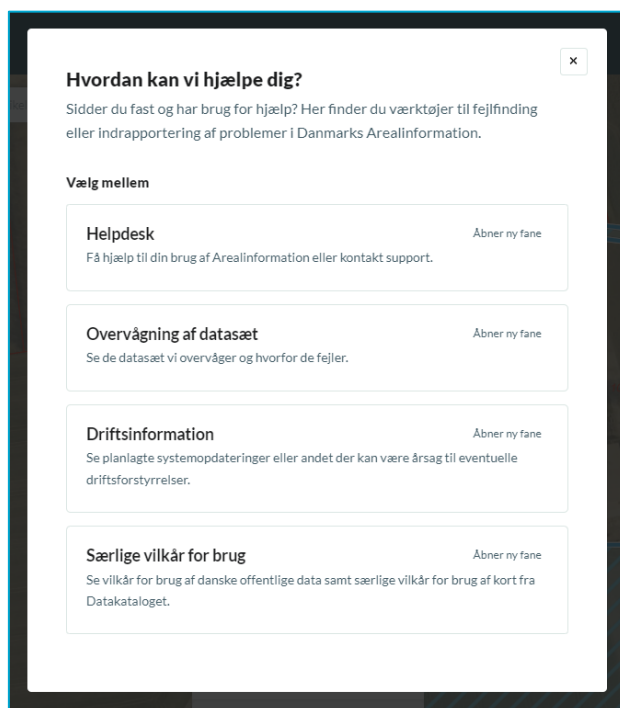 ×
Hvordan kan vi hjælpe dig?
Sidder du fast og har brug for hjælp? Her finder du værktøjer til fejlfinding
eller indrapportering af problemer i Danmarks Arealinformation.
Vælg mellem
Helpdesk
Åbner ny fane
Få hjælp til din brug af Arealinformation eller kontakt support.
Overvågning af datasæt
Åbner ny fane
Se de datasæt vi overvåger og hvorfor de fejler.
Driftsinformation
Åbner ny fane
Se planlagte systemopdateringer eller andet der kan være årsag til eventuelle
driftsforstyrrelser.
Særlige vilkår for brug
Åbner ny fane
Se vilkår for brug af danske offentlige data samt særlige vilkår for brug af kort fra
Datakataloget.